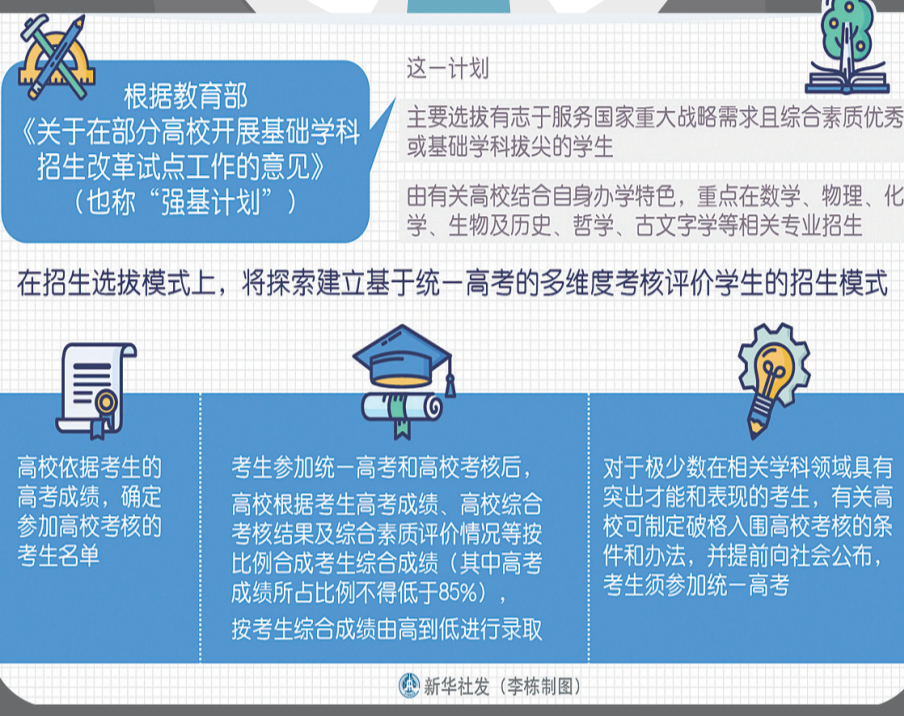 根据教育部
《关于在部分高校开展基础学科
招生改革试点工作的意见》
（也称“强基计划”）
这一计划
主要选拔有志于服务国家重大战略需求且综合素质优秀
或基础学科拔尖的学生
由有关高校结合自身办学特色，重点在数学、物理、化
学、生物及历史、哲学、古文字学等相关专业招生
在招生选拔模式上，将探索建立基于统一高考的多维度考核评价学生的招生模式
高校依据考生的
高考成绩，确定
参加高校考核的
考生名单
考生参加统一高考和高校考核后，
高校根据考生高考成绩、高校综合
考核结果及综合素质评价情况等按
比例合成考生综合成绩（其中高考
成绩所占比例不得低于85%），
按考生综合成绩由高到低进行录取
对于极少数在相关学科领域具有
突出才能和表现的考生，有关高
校可制定破格入围高校考核的条
件和办法，并提前向社会公布，
考生须参加统一高考
新华社发（李栋制图）